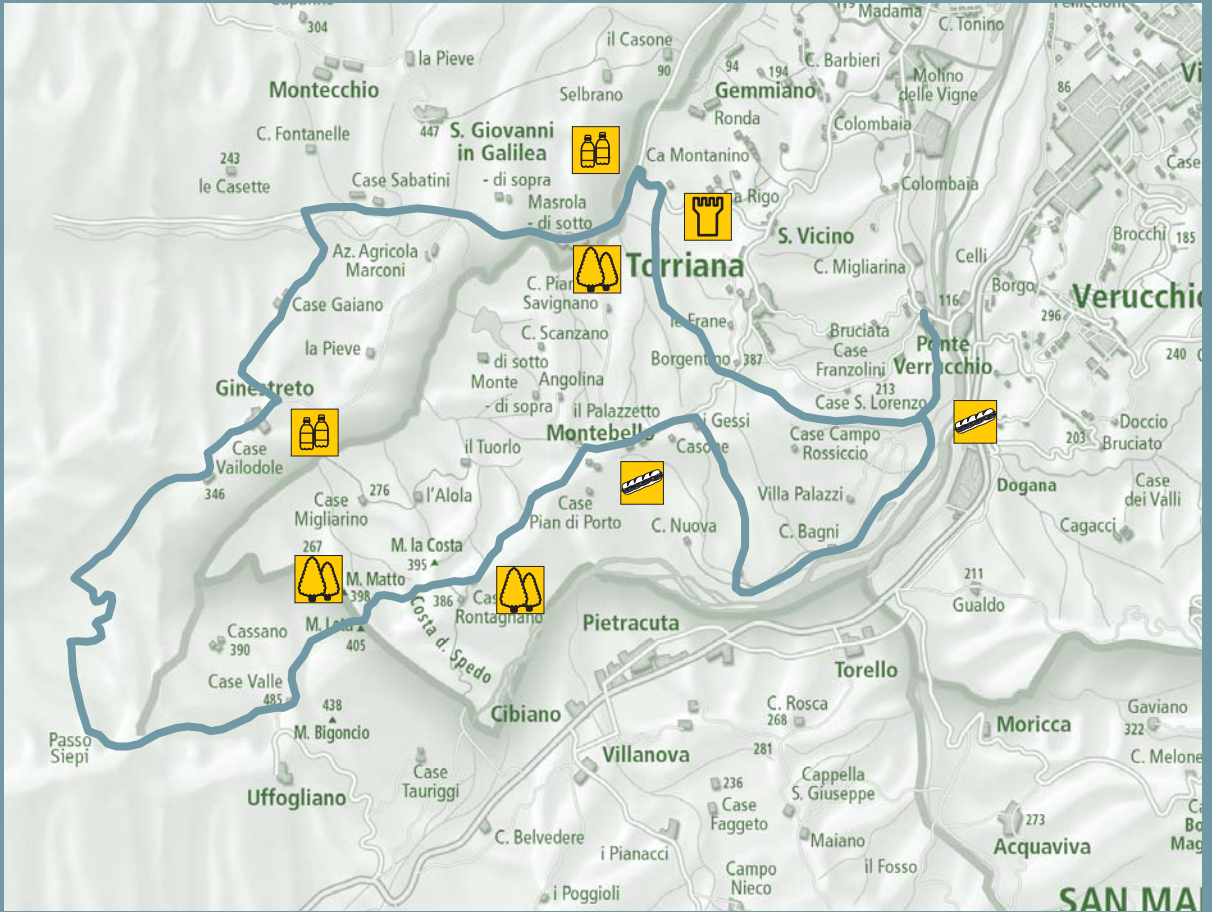 Madama
C. Tonino
304
il Casone
la Pieve
90
94
194
C. Barbieri
Molino
delle Vigne
86
Montecchio
Selbrano
Gemmiano
Ronda
Colombaia
C. Fontanelle
447
S. Giovanni
in Galilea
243
le Casette
Case Sabatini
- di sopra
Masrola
- di sotto
Ca Montanino
Colombaia
Case
Az. Agricola
Marconi
S. Vicino
Torriana
C. Migliarina
Celli
Brocchi
185
Borgo
Verucchio
116
296
Case Gaiano
Savignano
C. Scanzano
le Frane
Bruciata
Case
Franzolini
Ponte
Verrucchio
240
la Pieve
di sotto
Monte
- di sopra
Angolina
Borgentino
387
213
Case S. Lorenzo
Ginestreto
il Palazzetto
Montebello
i Gessi
Casone
Case Campo
Rossiccio
Doccio
Bruciato
203
Case
Vailodole
346
il Tuorlo
l'Alola
276
Case
Migliarino
Case
Pian di Porto
C. Nuova
Villa Palazzi
C. Bagni
Dogana
Case
dei Valli
Cagacci
267
M. la Costa
395
M. Matto
398
386
Rontagnano
Costa d. Spedo
211
Gualdo
Cassano
390
405
Pietracuta
Torello
Case Valle
485
438
M. Bigoncio
Cibiano
C. Rosca
268
Gaviano
322
Moricca
Passo
Siepi
Villanova
281
C. Melone
Uffogliano
Case
Tauriggi
236
Case
Faggeto
Cappella
S. Giuseppe
273
Acquaviva
C. Belvedere
i Pianacci
Maiano
il Fosso
Campo
Nieco
i Poggioli